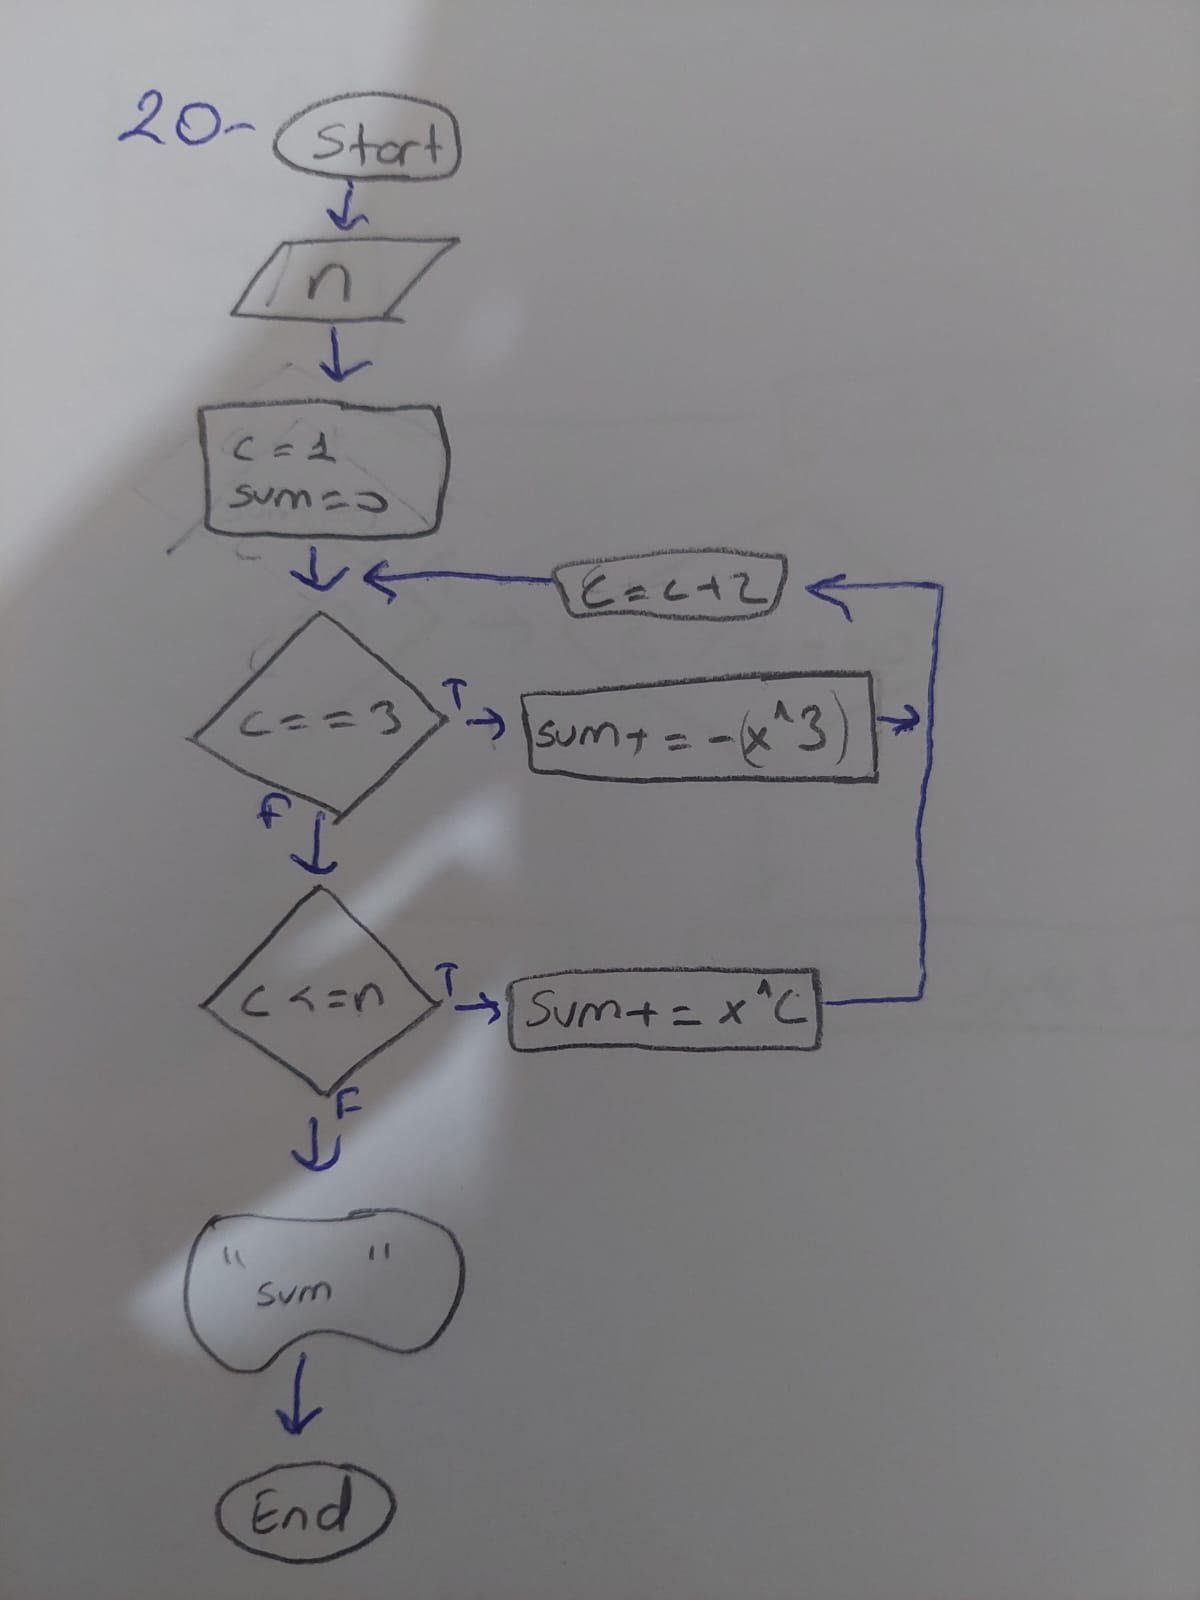 20- Start
n
c = 1
sum = 0
c = c + 2
c == 3
T
sum += -(x^3)
F
c <= n
T
sum += x^c
F
" sum "
End